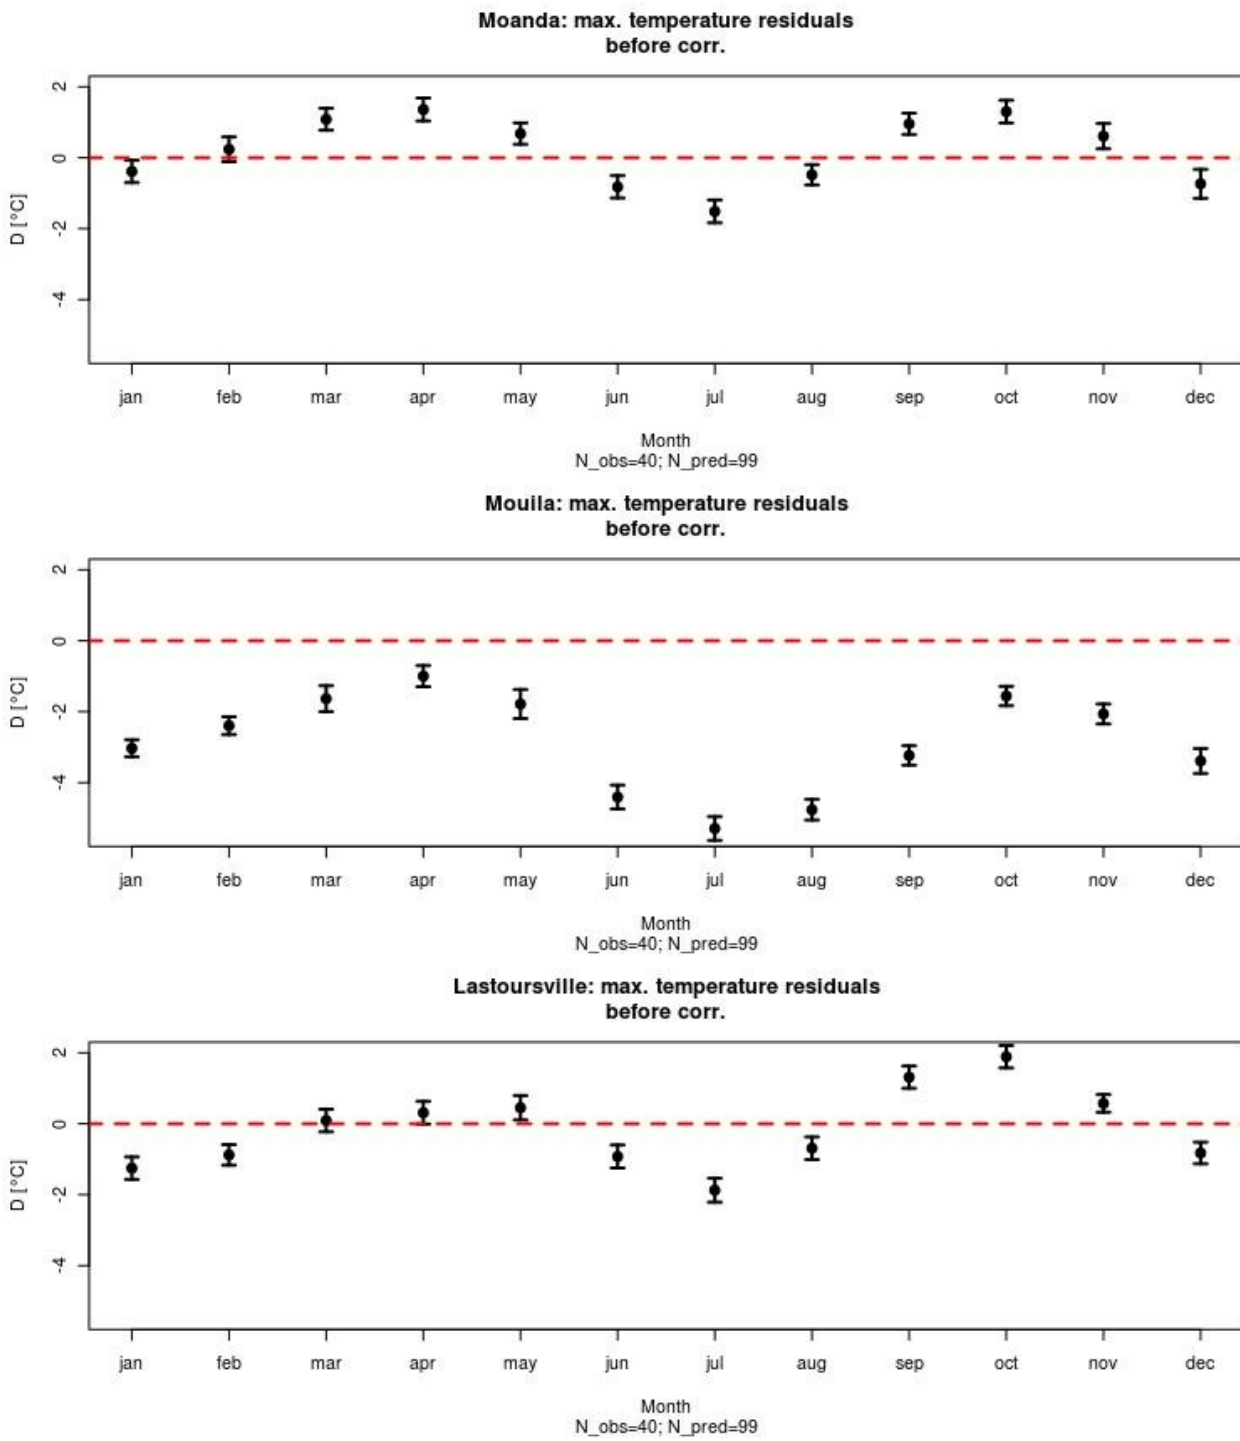 Moanda: max. temperature residuals
before corr.
2
0
-2
-4
D [°C]
jan feb mar apr may jun jul aug sep oct nov dec
Month
N_obs=40; N_pred=99
Mouila: max. temperature residuals
before corr.
2
0
-2
-4
D [°C]
jan feb mar apr may jun jul aug sep oct nov dec
Month
N_obs=40; N_pred=99
Lastoursville: max. temperature residuals
before corr.
2
0
-2
-4
D [°C]
jan feb mar apr may jun jul aug sep oct nov dec
Month
N_obs=40; N_pred=99